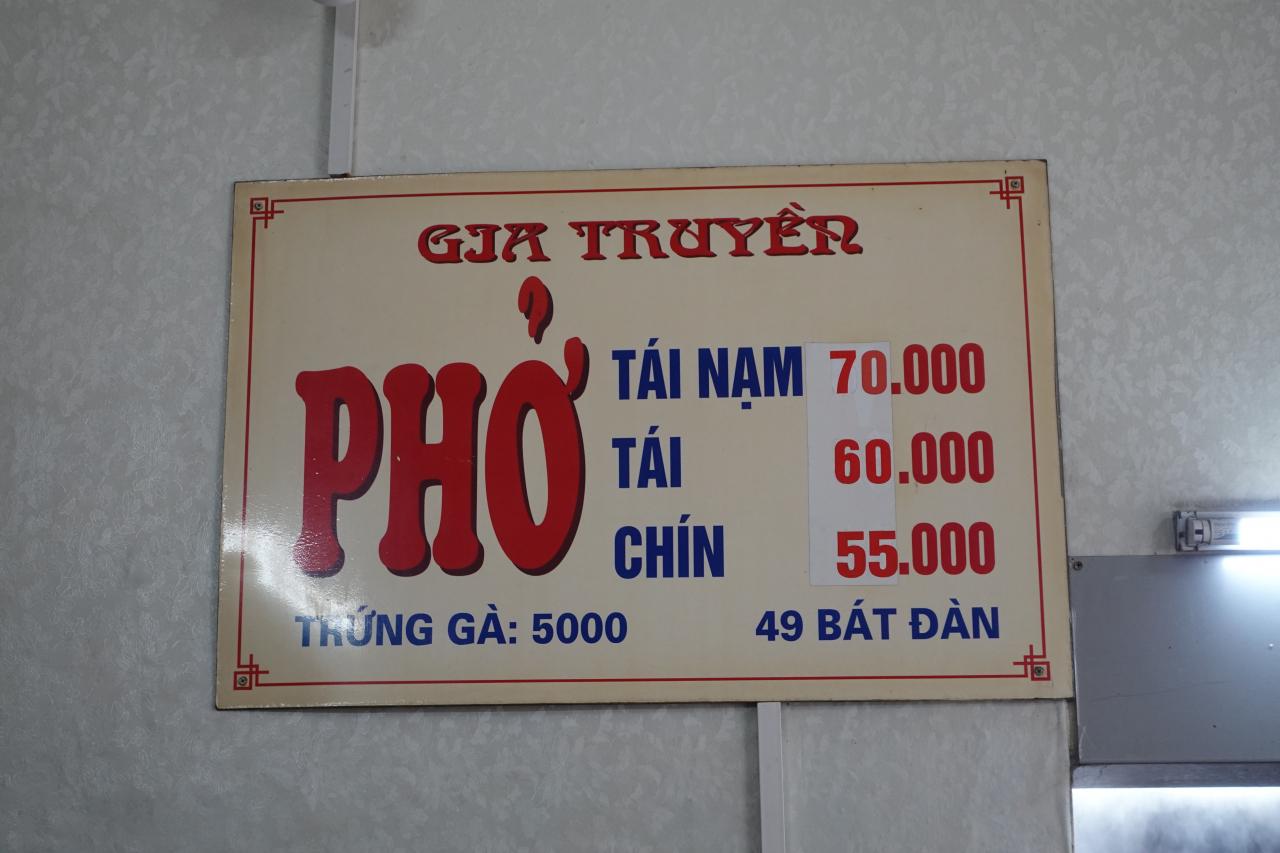 GIA TRUYỀN
PHỞ
TÁI NẠM 70.000
TÁI 60.000
CHÍN 55.000
TRỨNG GÀ: 5000
49 BÁT ĐÀN